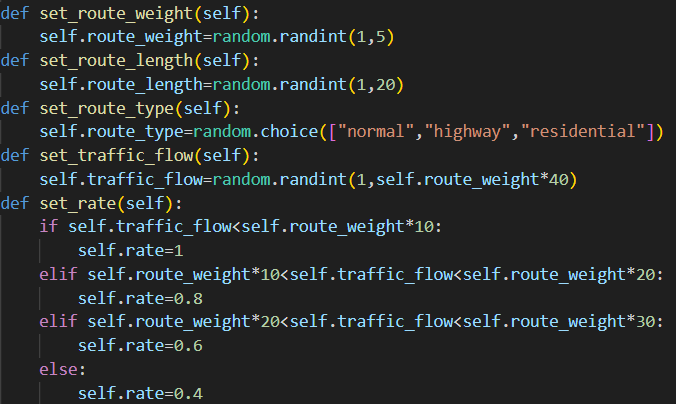 def set_route_weight(self):
    self.route_weight=random.randint(1,5)
def set_route_length(self):
    self.route_length=random.randint(1,20)
def set_route_type(self):
    self.route_type=random.choice(["normal","highway","residential"])
def set_traffic_flow(self):
    self.traffic_flow=random.randint(1,self.route_weight*40)
def set_rate(self):
    if self.traffic_flow<self.route_weight*10:
        self.rate=1
    elif self.route_weight*10<self.traffic_flow<self.route_weight*20:
        self.rate=0.8
    elif self.route_weight*20<self.traffic_flow<self.route_weight*30:
        self.rate=0.6
    else:
        self.rate=0.4